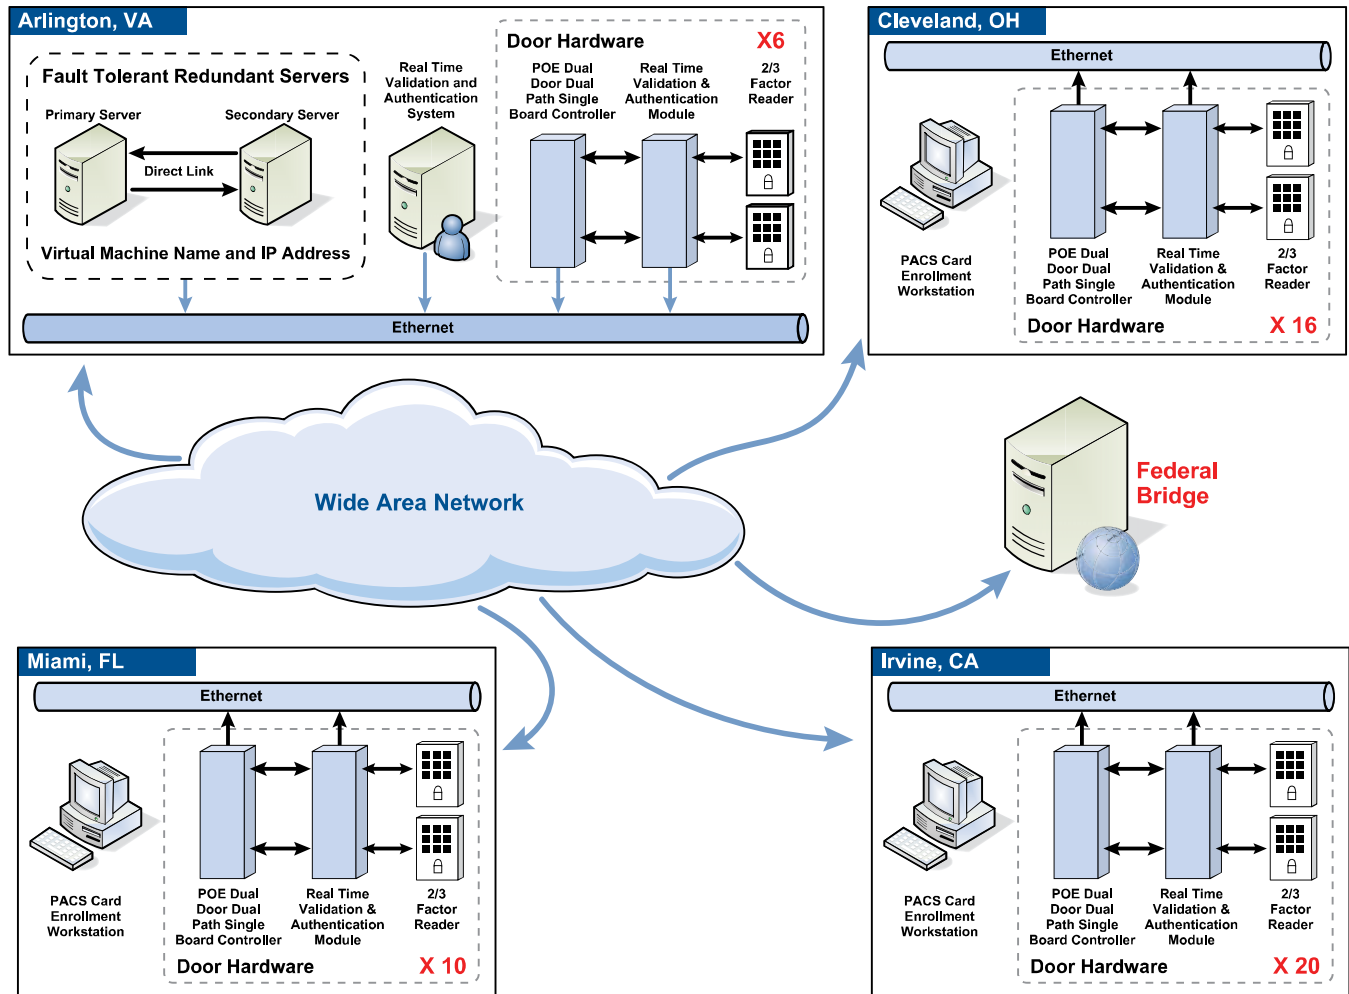 Arlington, VA
Fault Tolerant Redundant Servers
Primary Server
Secondary Server
Direct Link
Virtual Machine Name and IP Address
Real Time
Validation and
Authentication
System
Door Hardware
X6
POE Dual
Door Dual
Path Single
Board Controller
Real Time
Validation &
Authentication
Module
2/3
Factor
Reader
Ethernet
Cleveland, OH
Ethernet
PACS Card
Enrollment
Workstation
POE Dual
Door Dual
Path Single
Board Controller
Real Time
Validation &
Authentication
Module
2/3
Factor
Reader
Door Hardware
X 16
Wide Area Network
Federal
Bridge
Miami, FL
Ethernet
PACS Card
Enrollment
Workstation
POE Dual
Door Dual
Path Single
Board Controller
Real Time
Validation &
Authentication
Module
2/3
Factor
Reader
Door Hardware
X 10
Irvine, CA
Ethernet
PACS Card
Enrollment
Workstation
POE Dual
Door Dual
Path Single
Board Controller
Real Time
Validation &
Authentication
Module
2/3
Factor
Reader
Door Hardware
X 20